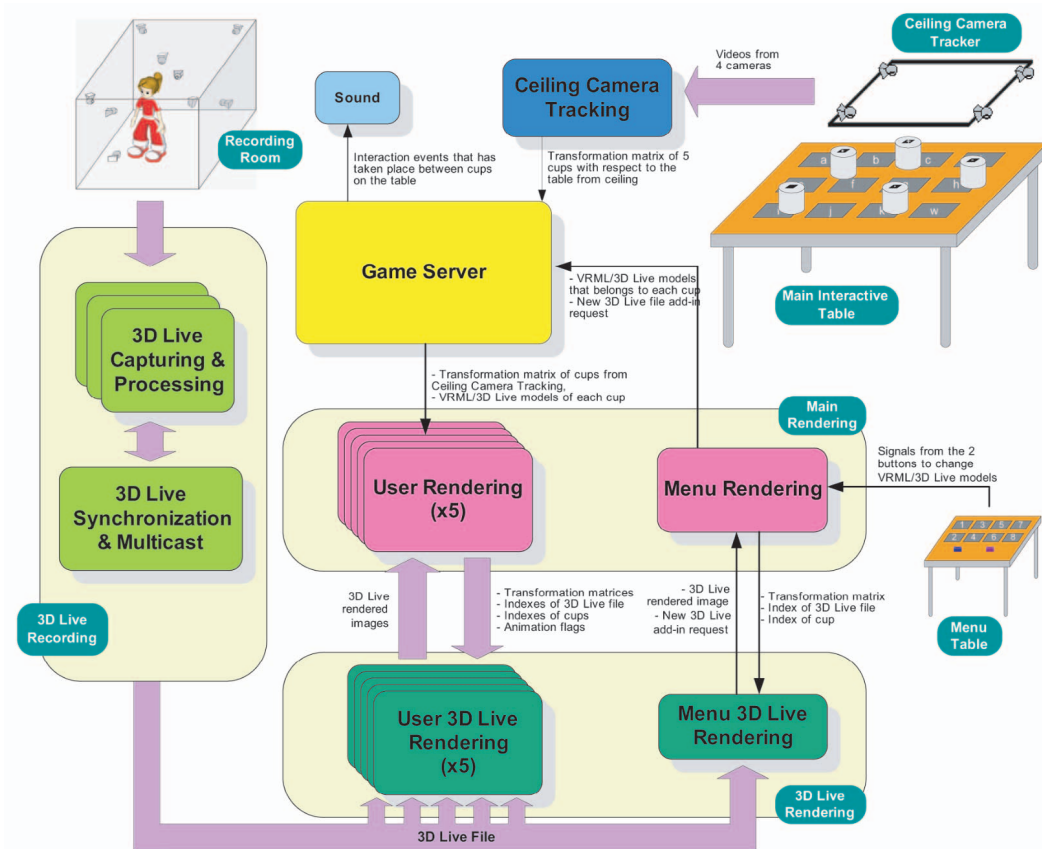 Ceiling Camera
Tracker
Videos from
4 cameras
Ceiling Camera
Tracking
Sound
Recording
Room
Interaction events that has
taken place between cups
on the table
Transformation matrix of 5
cups with respect to the
table from ceiling
a
b
c
f
h
i
j
k
w
Game Server
- VRML/3D Live models
that belongs to each cup
- New 3D Live file add-in
request
Main Interactive
Table
3D Live
Capturing &
Processing
- Transformation matrix of cups from
Ceiling Camera Tracking,
- VRML/3D Live models of each cup
Main
Rendering
Signals from the 2
buttons to change
VRML/3D Live models
User Rendering
(x5)
Menu Rendering
3D Live
Synchronization
& Multicast
1 3 5 7
2 4 6 8
3D Live
rendered
images
- Transformation matrices
- Indexes of 3D Live file
- Indexes of cups
- Animation flags
- 3D Live
rendered image
- New 3D Live
add-in request
- Transformation matrix
- Index of 3D Live file
- Index of cup
Menu
Table
3D Live
Recording
User 3D Live
Rendering
(x5)
Menu 3D Live
Rendering
3D Live
Rendering
3D Live File